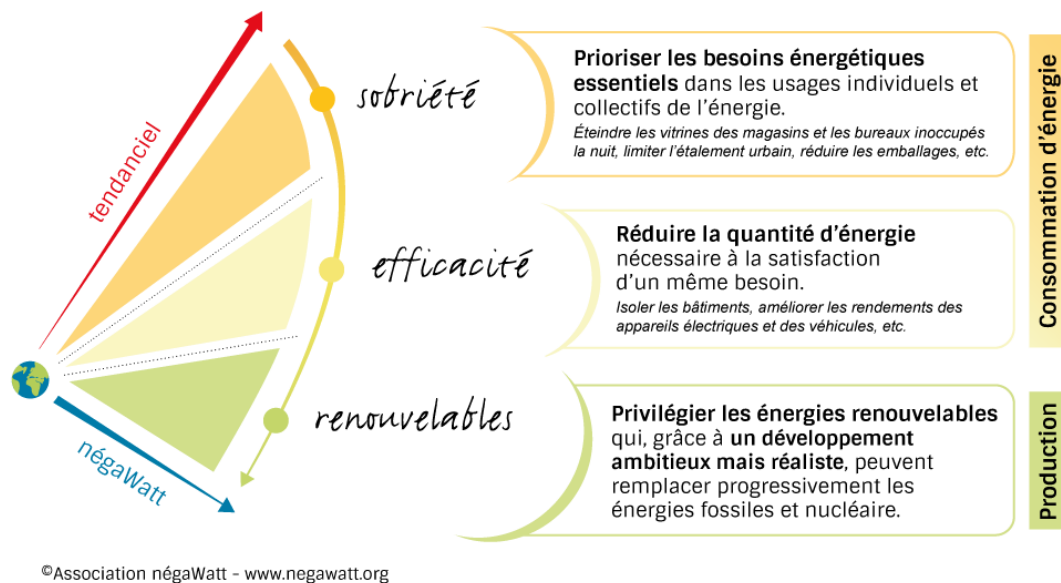 tendanciel
négaWatt
sobriété
Prioriser les besoins énergétiques
essentiels dans les usages individuels et
collectifs de l’énergie.
Éteindre les vitrines des magasins et les bureaux inoccupés
la nuit, limiter l’étalement urbain, réduire les emballages, etc.
efficacité
Réduire la quantité d’énergie
nécessaire à la satisfaction
d’un même besoin.
Isoler les bâtiments, améliorer les rendements des
appareils électriques et des véhicules, etc.
Consommation d’énergie
renouvelables
Privilégier les énergies renouvelables
qui, grâce à un développement
ambitieux mais réaliste, peuvent
remplacer progressivement les
énergies fossiles et nucléaire.
Production
©Association négaWatt - www.negawatt.org